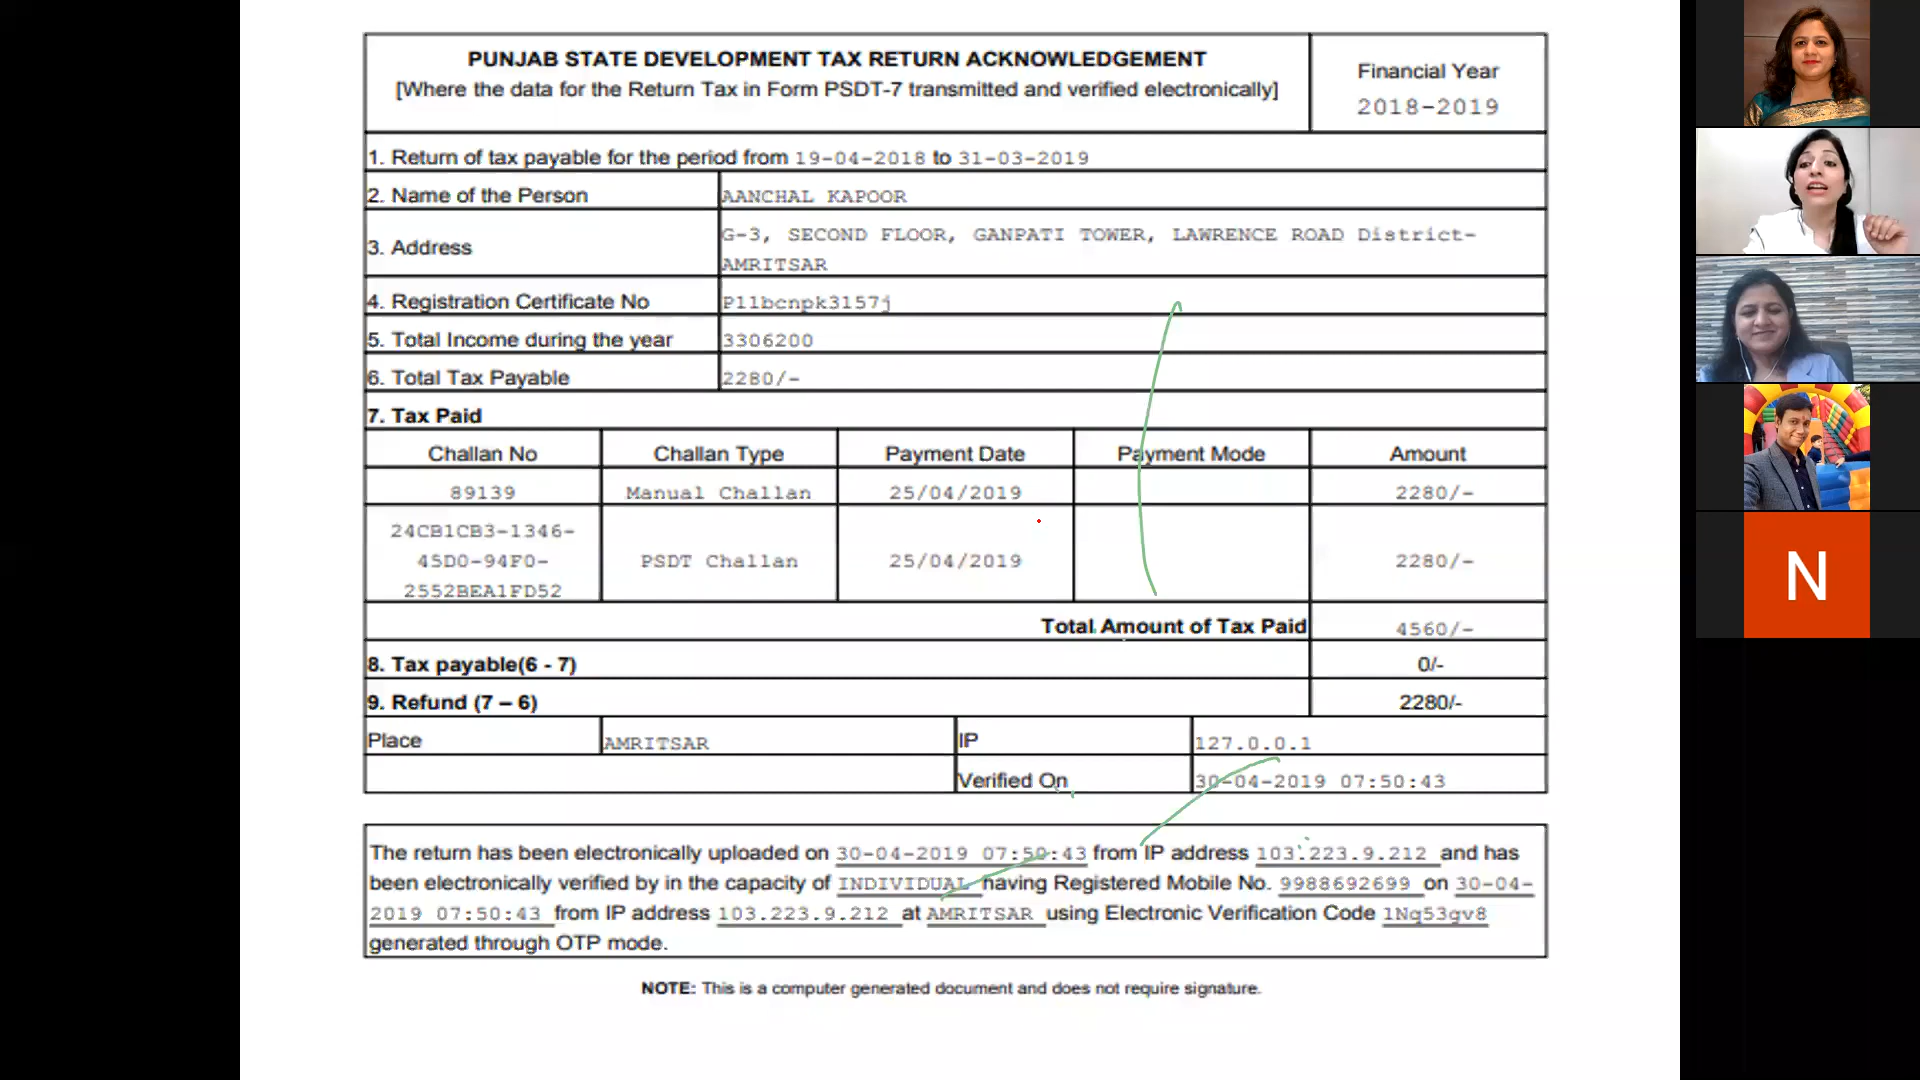 PUNJAB STATE DEVELOPMENT TAX RETURN ACKNOWLEDGEMENT
[Where the data for the Return Tax in Form PSDT-7 transmitted and verified electronically]
Financial Year
2018-2019
1. Return of tax payable for the period from 19-04-2018 to 31-03-2019
2. Name of the Person AANCHAL KAPOOR
3. Address G-3, SECOND FLOOR, GANPATI TOWER, LAWRENCE ROAD District-
AMRITSAR
4. Registration Certificate No P11bcnpk3157j
5. Total Income during the year 3306200
6. Total Tax Payable 2280/-
7. Tax Paid
Challan No Challan Type Payment Date Payment Mode Amount
89139 Manual Challan 25/04/2019 2280/-
24CB1CB3-1346-
45D0-94F0- PSDT Challan 25/04/2019 2280/-
2552BEA1FD52
Total Amount of Tax Paid 4560/-
8. Tax payable(6 - 7) 0/-
9. Refund (7 – 6) 2280/-
Place AMRITSAR IP 127.0.0.1
Verified On 30-04-2019 07:50:43
The return has been electronically uploaded on 30-04-2019 07:50:43 from IP address 103.223.9.212 and has
been electronically verified by in the capacity of INDIVIDUAL having Registered Mobile No. 9988692699 on 30-04-
2019 07:50:43 from IP address 103.223.9.212 at AMRITSAR using Electronic Verification Code 1Nq53gv8
generated through OTP mode.
NOTE: This is a computer generated document and does not require signature.
N